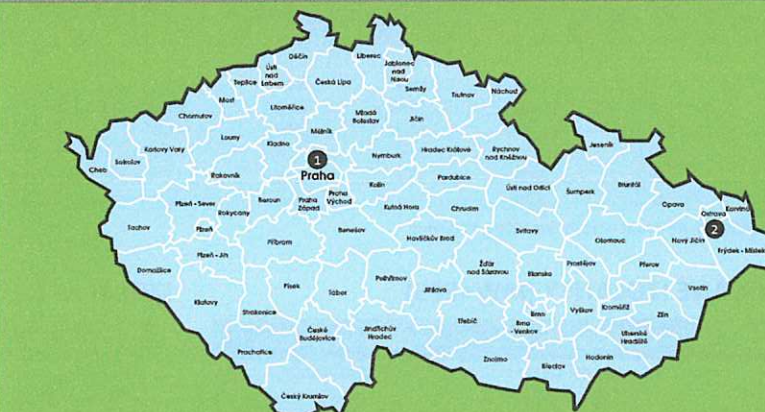 Děčín
Liberec
Jablonec
nad
Nisou
Ústí
nad
Labem
Teplice
Česká Lípa
Semily
Trutnov
Náchod
Most
Litoměřice
Chomutov
Mladá
Boleslav
Jičín
Mělník
Louny
Kladno
Jeseník
Karlovy Vary
Sokolov
Cheb
Rakovník
1
Praha
Nymburk
Hradec Králové
Rychnov
nad Kněžnou
Kolín
Pardubice
Ústí nad Orlicí
Šumperk
Bruntál
Opava
Ostrava
Karviná
2
Plzeň - Sever
Beroun
Praha
Západ
Praha
Východ
Kutná Hora
Chrudim
Rokycany
Tachov
Plzeň
Příbram
Benešov
Havlíčkův Brod
Svitavy
Olomouc
Nový Jičín
Frýdek - Místek
Plzeň - Jih
Domažlice
Žďár
nad Sázavou
Prostějov
Přerov
Blansko
Vsetín
Klatovy
Písek
Tábor
Pelhřimov
Jihlava
Strakonice
Třebíč
Brno
Brno
- Venkov
Vyškov
Kroměříž
Zlín
Uherské
Hradiště
České
Budějovice
Jindřichův
Hradec
Prachatice
Znojmo
Břeclav
Hodonín
Český Krumlov